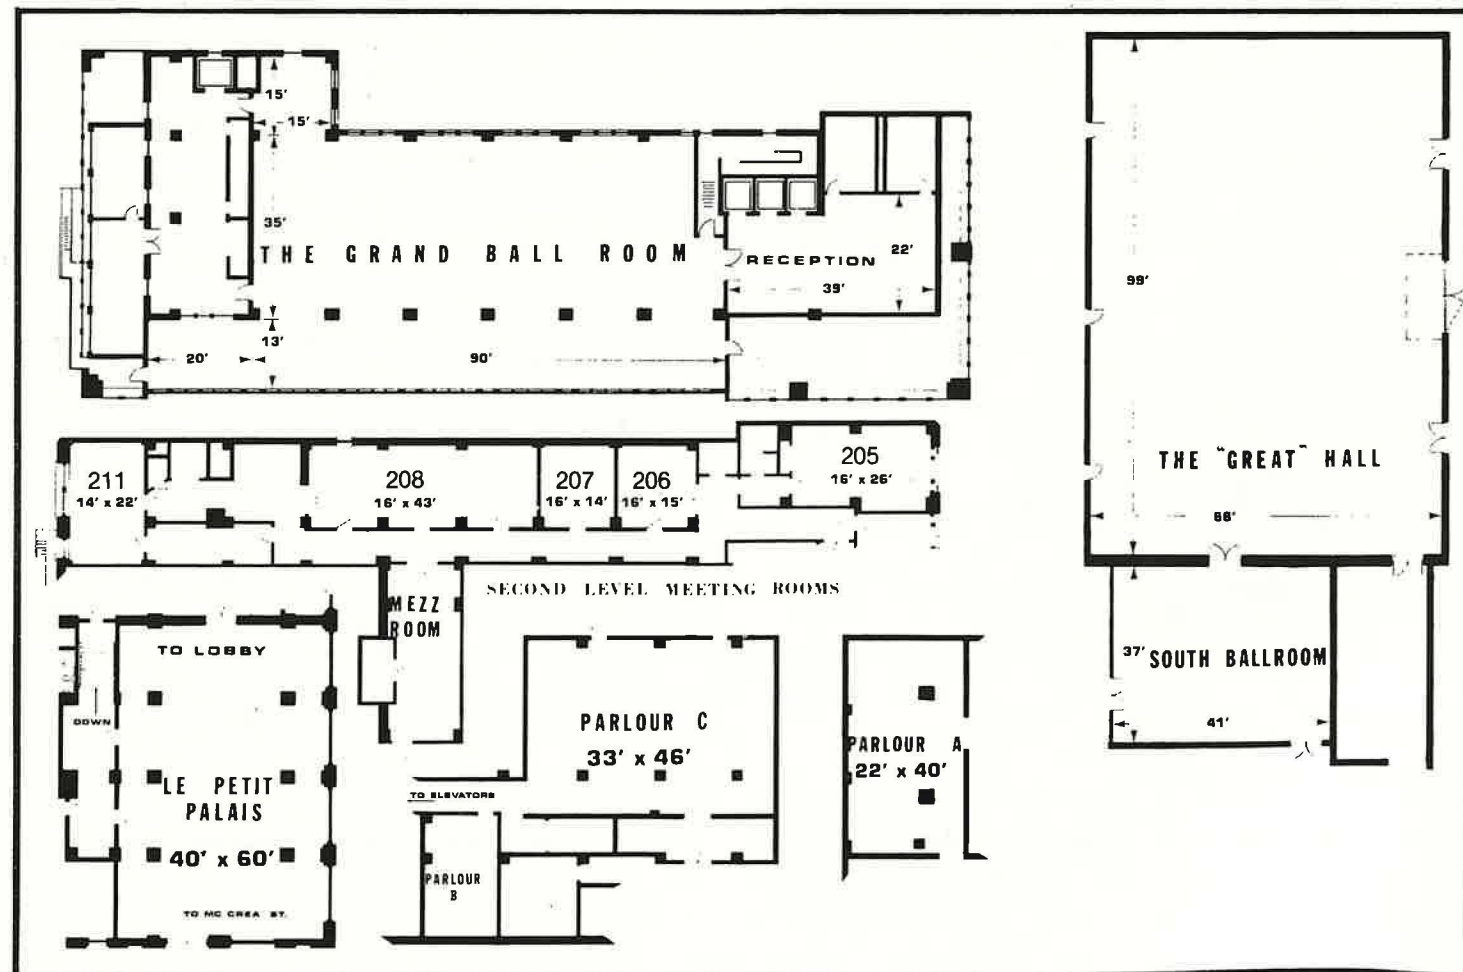 15'
15'
35'
THE GRAND BALL ROOM
RECEPTION
22'
39'
13'
20'
90'
211
14' x 22'
208
16' x 43'
207
16' x 14'
206
16' x 15'
205
16' x 26'
SECOND LEVEL MEETING ROOMS
MEZZ
ROOM
TO LOBBY
DOWN
LE PETIT
PALAIS
40' x 60'
TO MC CREA ST.
PARLOUR C
33' x 46'
TO ELEVATORS
PARLOUR
B
PARLOUR A
22' x 40'
99'
THE "GREAT" HALL
66'
37'
SOUTH BALLROOM
41'